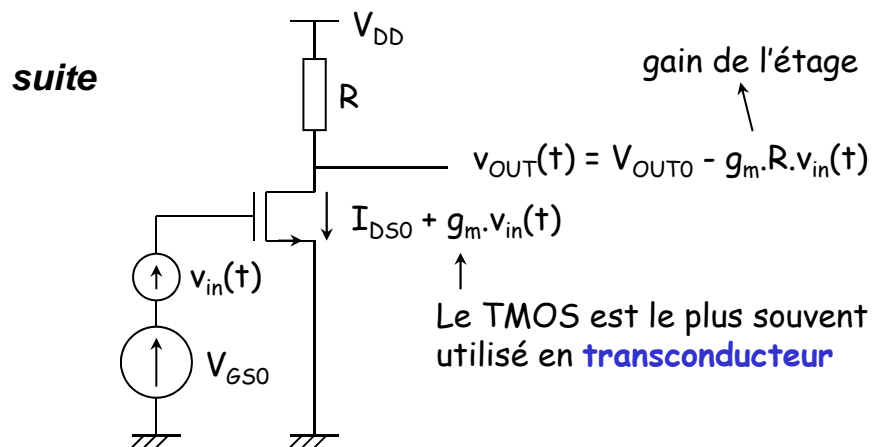 suite
V_DD
R
gain de l'étage
v_OUT(t) = V_OUT0 - g_m.R.v_in(t)
I_DS0 + g_m.v_in(t)
v_in(t)
V_GS0
Le TMOS est le plus souvent
utilisé en transconducteur